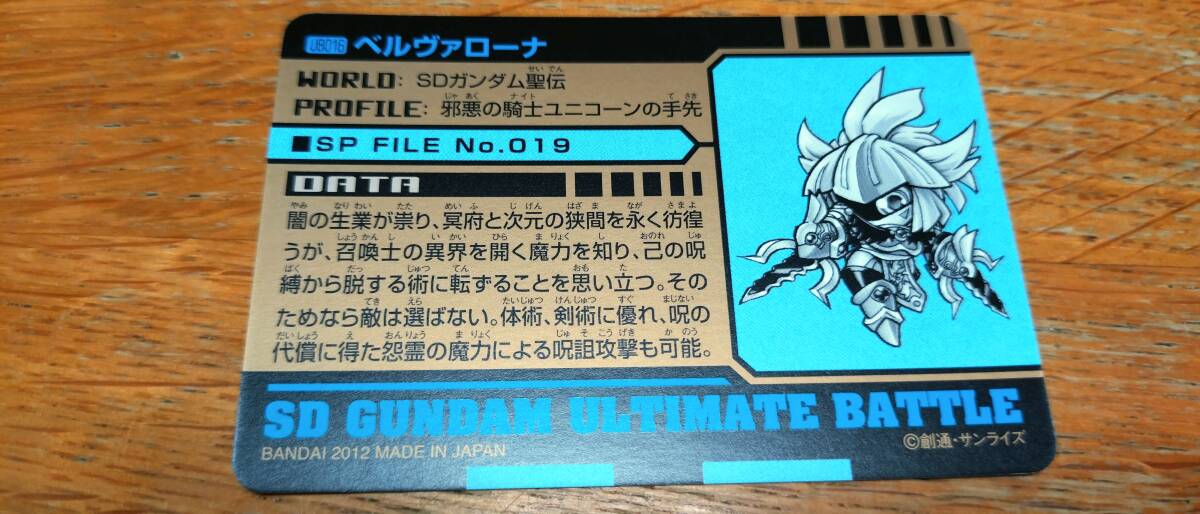 UB016 ベルヴァローナ
WORLD: SDガンダム聖伝
PROFILE: 邪悪の騎士ユニコーンの手先
■SP FILE No.019
DATA
闇の生業が祟り、冥府と次元の狭間を永く彷徨
うが、召喚士の異界を開く魔力を知り、己の呪
縛から脱する術に転ずることを思い立つ。その
ためなら敵は選ばない。体術、剣術に優れ、呪の
代償に得た怨霊の魔力による呪詛攻撃も可能。
SD GUNDAM ULTIMATE BATTLE
BANDAI 2012 MADE IN JAPAN
©創通・サンライズ